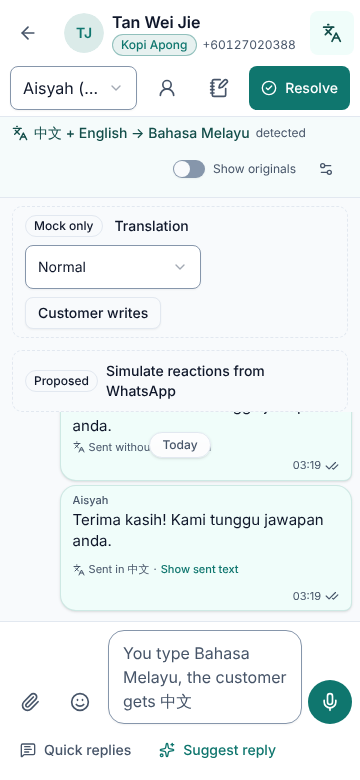 TJ
Tan Wei Jie
Kopi Apong +60127020388
Aisyah (...
Resolve
中文 + English → Bahasa Melayu detected
Show originals
Mock only Translation
Normal
Customer writes
Proposed
Simulate reactions from
WhatsApp
anda.
Sent
Today
03:19
Aisyah
Terima kasih! Kami tunggu jawapan
anda.
Sent in 中文 · Show sent text
03:19
You type Bahasa
Melayu, the customer
gets 中文
Quick replies
Suggest reply